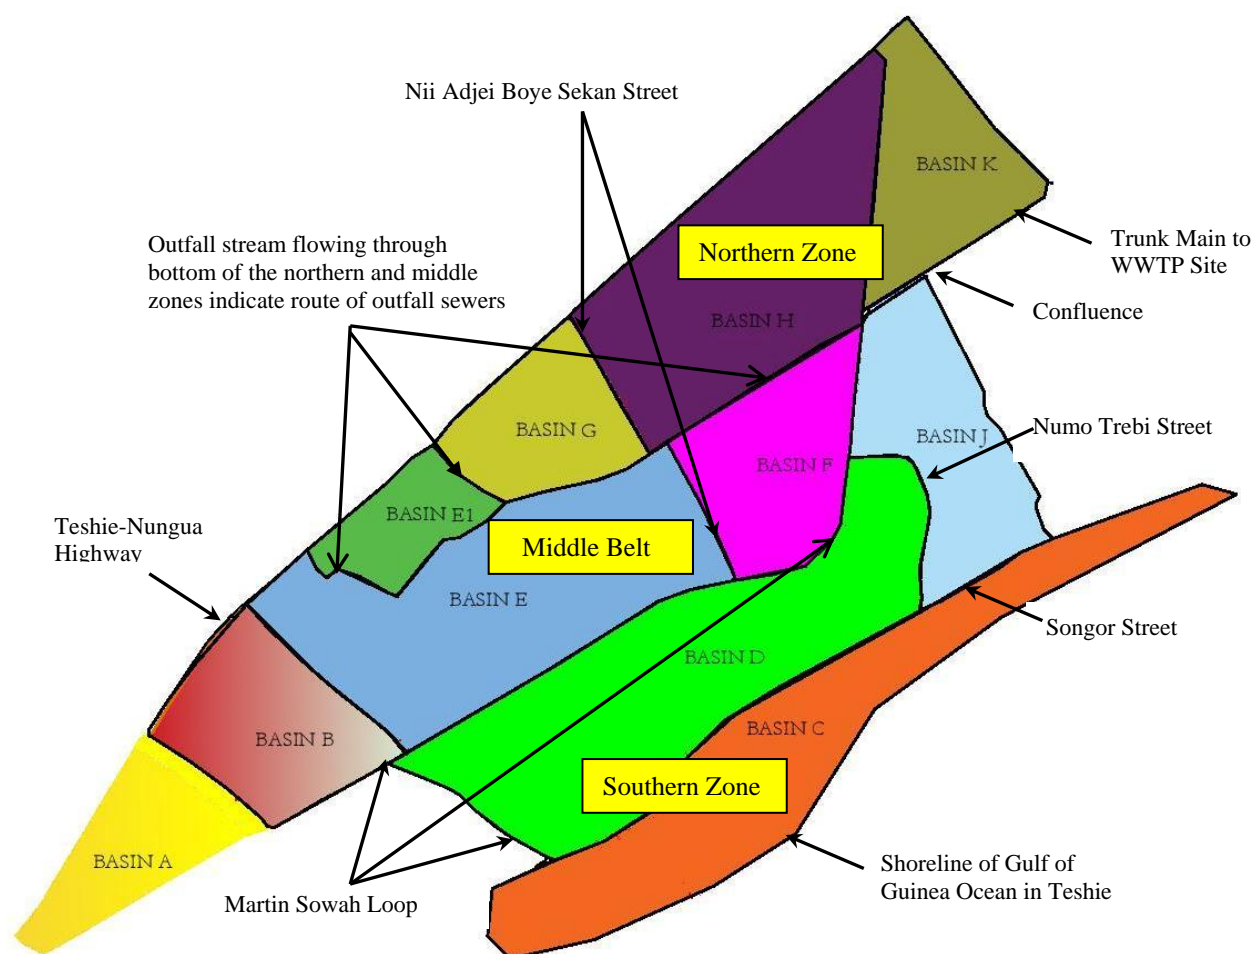 Nii Adjei Boye Sekan Street
BASIN K
Outfall stream flowing through
bottom of the northern and middle
zones indicate route of outfall sewers
Northern Zone
Trunk Main to
WWTP Site
Confluence
BASIN H
BASIN G
BASIN J
Numo Trebi Street
BASIN F
BASIN E1
Teshie-Nungua
Highway
Middle Belt
BASIN E
Songor Street
BASIN D
BASIN B
BASIN C
Southern Zone
BASIN A
Shoreline of Gulf of
Guinea Ocean in Teshie
Martin Sowah Loop